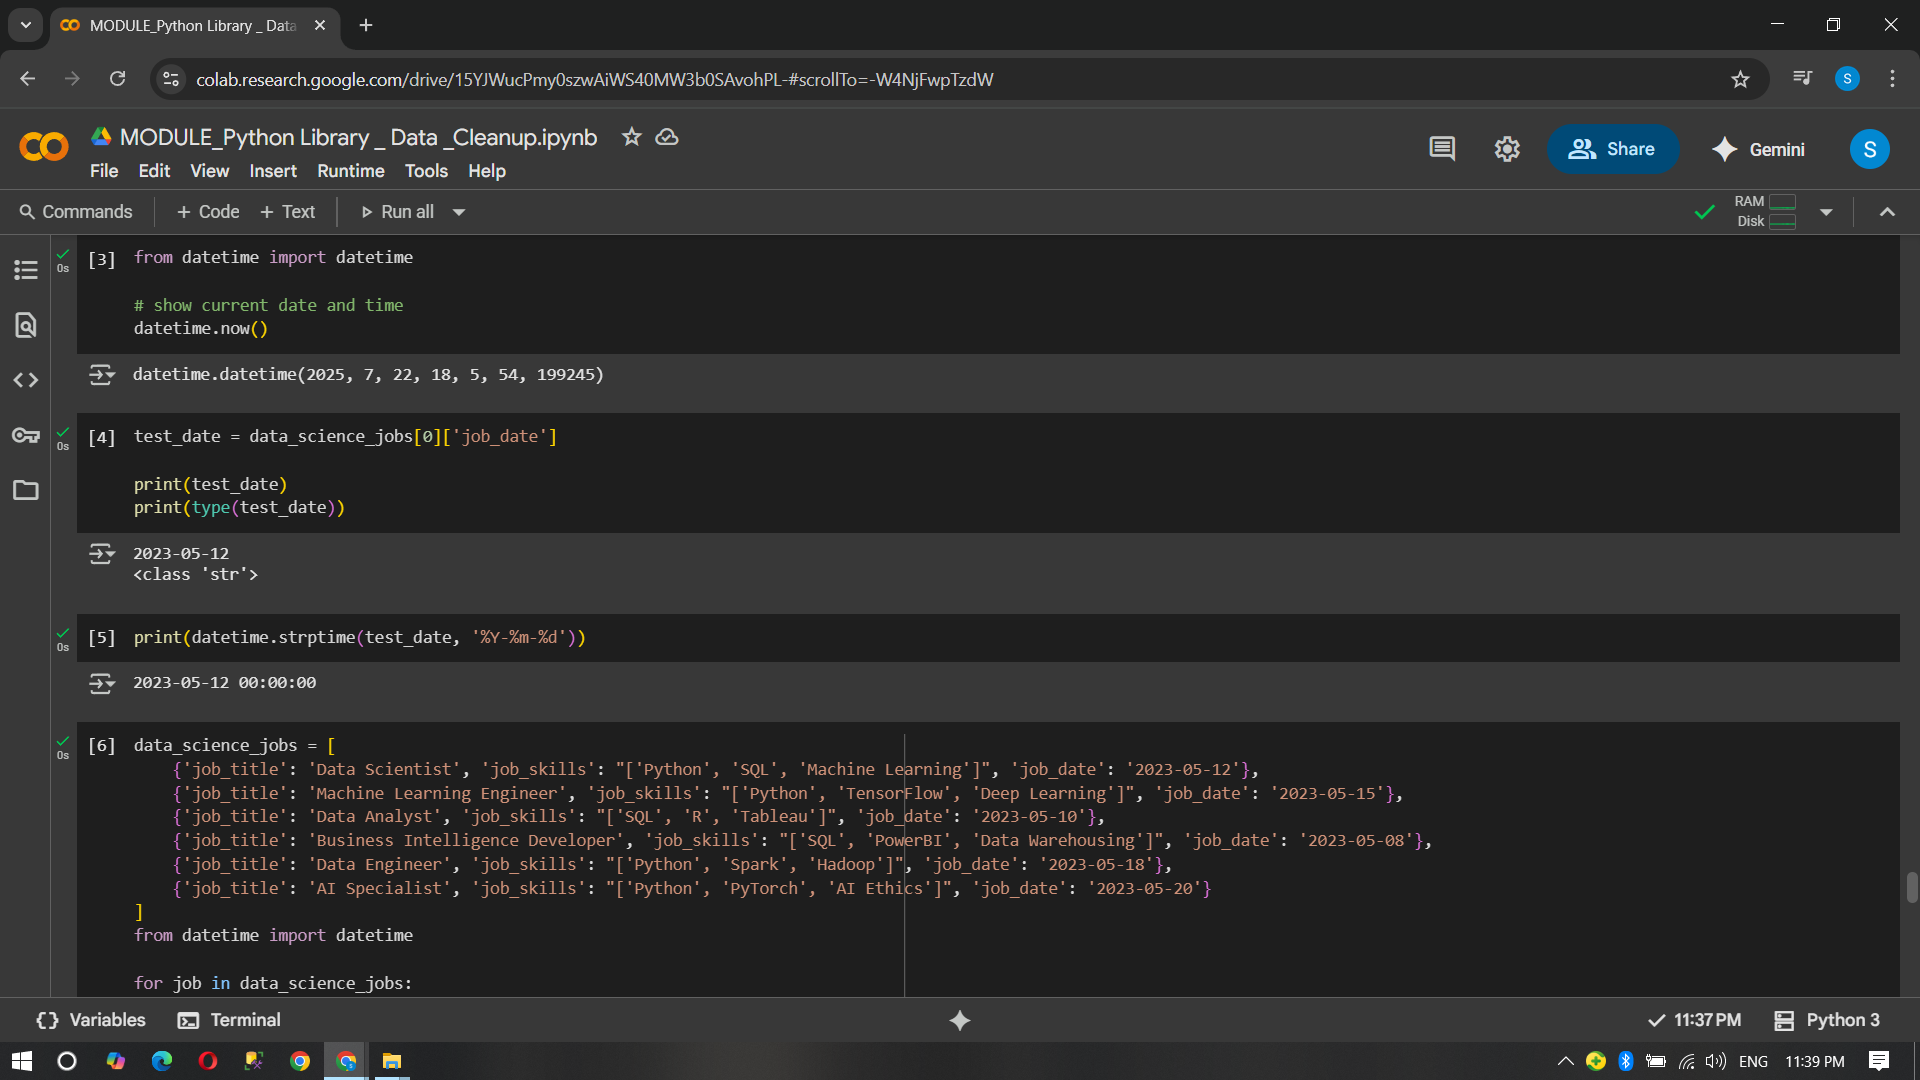 MODULE_Python Library _ Data
colab.research.google.com/drive/15YJWucPmy0szwAiWS40MW3b0SAvohPL-#scrollTo=-W4NjFwpTzdW
S
MODULE_Python Library _ Data _Cleanup.ipynb
File Edit View Insert Runtime Tools Help
Share
Gemini
S
Commands + Code + Text Run all
RAM
Disk
0s
[3] from datetime import datetime
# show current date and time
datetime.now()
datetime.datetime(2025, 7, 22, 18, 5, 54, 199245)
0s
[4] test_date = data_science_jobs[0]['job_date']
print(test_date)
print(type(test_date))
2023-05-12
<class 'str'>
0s
[5] print(datetime.strptime(test_date, '%Y-%m-%d'))
2023-05-12 00:00:00
0s
[6] data_science_jobs = [
{'job_title': 'Data Scientist', 'job_skills': "['Python', 'SQL', 'Machine Learning']", 'job_date': '2023-05-12'},
{'job_title': 'Machine Learning Engineer', 'job_skills': "['Python', 'TensorFlow', 'Deep Learning']", 'job_date': '2023-05-15'},
{'job_title': 'Data Analyst', 'job_skills': "['SQL', 'R', 'Tableau']", 'job_date': '2023-05-10'},
{'job_title': 'Business Intelligence Developer', 'job_skills': "['SQL', 'PowerBI', 'Data Warehousing']", 'job_date': '2023-05-08'},
{'job_title': 'Data Engineer', 'job_skills': "['Python', 'Spark', 'Hadoop']", 'job_date': '2023-05-18'},
{'job_title': 'AI Specialist', 'job_skills': "['Python', 'PyTorch', 'AI Ethics']", 'job_date': '2023-05-20'}
]
from datetime import datetime
for job in data_science_jobs:
{} Variables Terminal
11:37 PM Python 3
ENG 11:39 PM